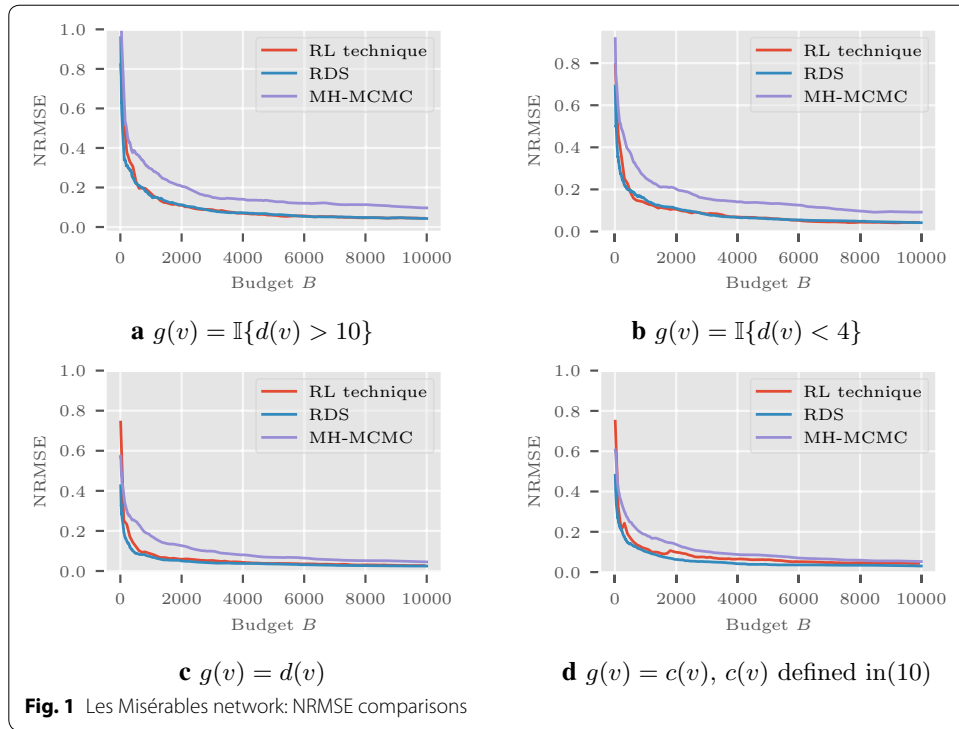 1.0
0.8
0.6
0.4
0.2
0.0
NRMSE
RL technique
RDS
MH-MCMC
0 2000 4000 6000 8000 10000
Budget B
a g(v) = 𝕀{d(v) > 10}
0.8
0.6
0.4
0.2
0.0
NRMSE
RL technique
RDS
MH-MCMC
0 2000 4000 6000 8000 10000
Budget B
b g(v) = 𝕀{d(v) < 4}
1.0
0.8
0.6
0.4
0.2
0.0
NRMSE
RL technique
RDS
MH-MCMC
0 2000 4000 6000 8000 10000
Budget B
c g(v) = d(v)
1.0
0.8
0.6
0.4
0.2
0.0
NRMSE
RL technique
RDS
MH-MCMC
0 2000 4000 6000 8000 10000
Budget B
d g(v) = c(v), c(v) defined in(10)
Fig. 1 Les Misérables network: NRMSE comparisons